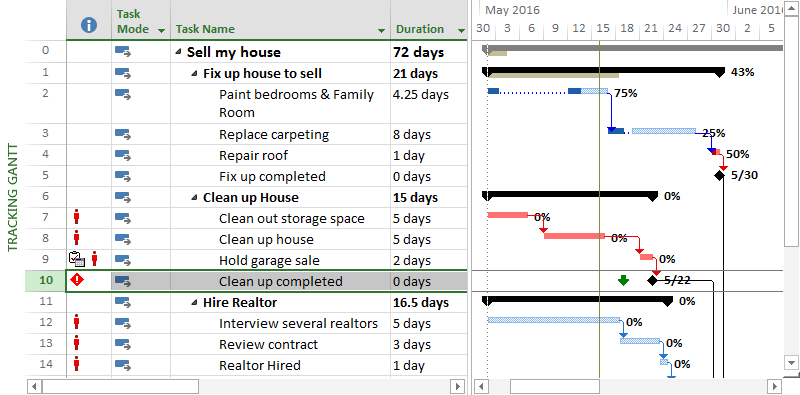 May 2016 June 2016
Task Mode Task Name Duration
30 3 6 9 12 15 18 21 24 27 30 2 5
TRACKING GANTT
0 Sell my house 72 days
1 Fix up house to sell 21 days 43%
2 Paint bedrooms & Family Room 4.25 days 75%
3 Replace carpeting 8 days 25%
4 Repair roof 1 day 50%
5 Fix up completed 0 days 5/30
6 Clean up House 15 days 0%
7 Clean out storage space 5 days 0%
8 Clean up house 5 days 0%
9 Hold garage sale 2 days 0%
10 Clean up completed 0 days 5/22
11 Hire Realtor 16.5 days 0%
12 Interview several realtors 5 days 0%
13 Review contract 3 days 0%
14 Realtor Hired 1 day 0%